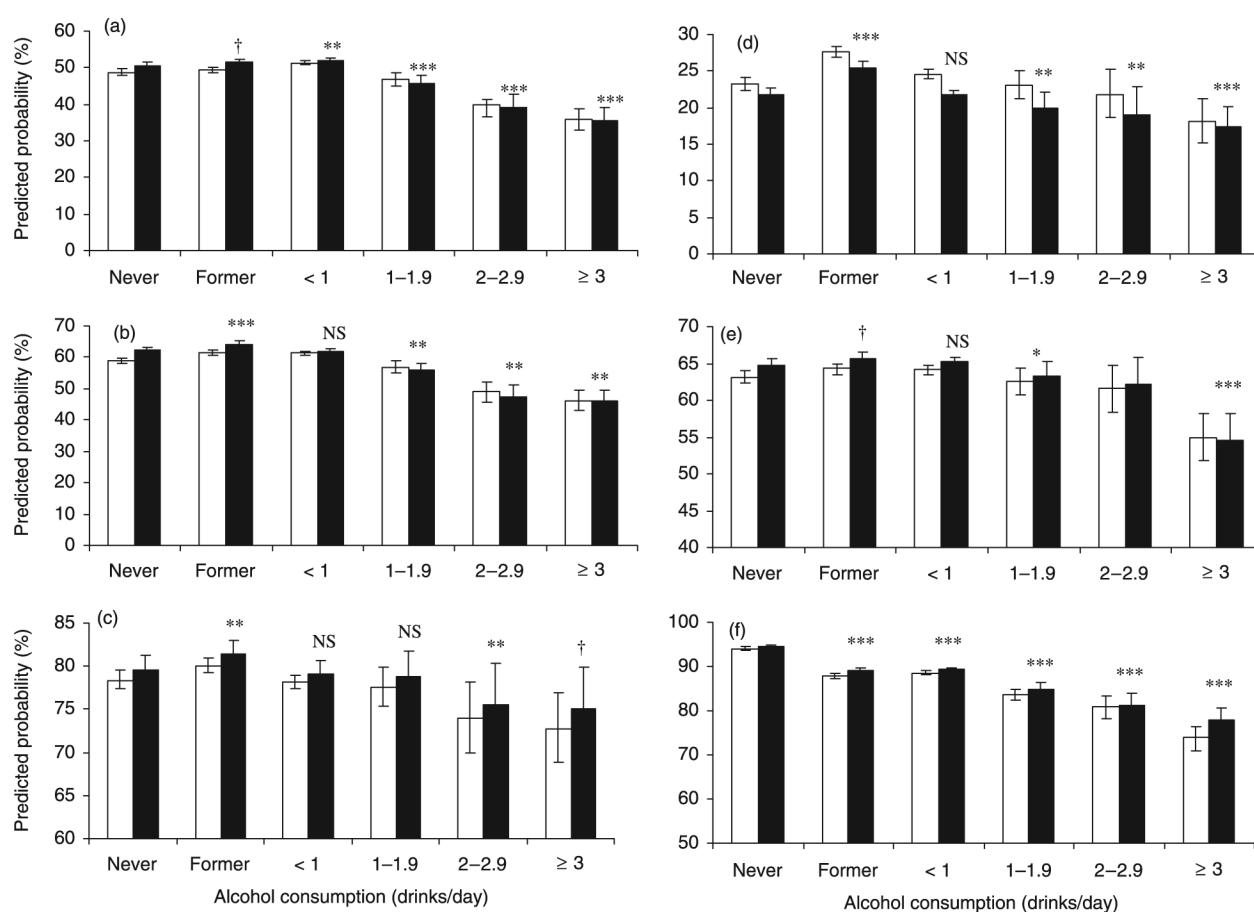 (a)
Predicted probability (%)
60
50
40
30
20
10
0
† ** *** *** ***
Never Former < 1 1–1.9 2–2.9 ≥ 3
(d)
30
25
20
15
10
5
0
*** NS ** ** ***
Never Former < 1 1–1.9 2–2.9 ≥ 3
(b)
Predicted probability (%)
70
60
50
40
30
20
10
0
*** NS ** ** **
Never Former < 1 1–1.9 2–2.9 ≥ 3
(e)
70
65
60
55
50
45
40
† NS * ***
Never Former < 1 1–1.9 2–2.9 ≥ 3
(c)
Predicted probability (%)
85
80
75
70
65
60
** NS NS ** †
Never Former < 1 1–1.9 2–2.9 ≥ 3
Alcohol consumption (drinks/day)
(f)
100
90
80
70
60
50
*** *** *** *** ***
Never Former < 1 1–1.9 2–2.9 ≥ 3
Alcohol consumption (drinks/day)